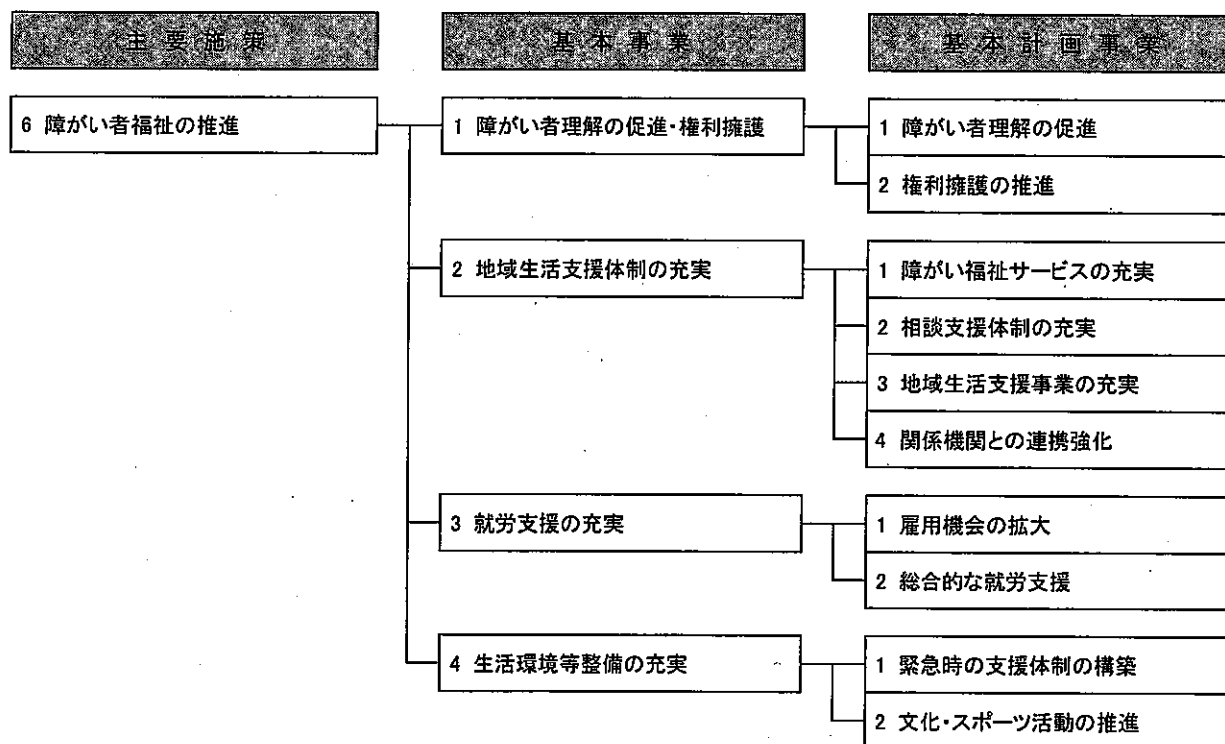 主要施策
基本事業
基本計画事業
6 障がい者福祉の推進
1 障がい者理解の促進・権利擁護
1 障がい者理解の促進
2 権利擁護の推進
2 地域生活支援体制の充実
1 障がい福祉サービスの充実
2 相談支援体制の充実
3 地域生活支援事業の充実
4 関係機関との連携強化
3 就労支援の充実
1 雇用機会の拡大
2 総合的な就労支援
4 生活環境等整備の充実
1 緊急時の支援体制の構築
2 文化・スポーツ活動の推進